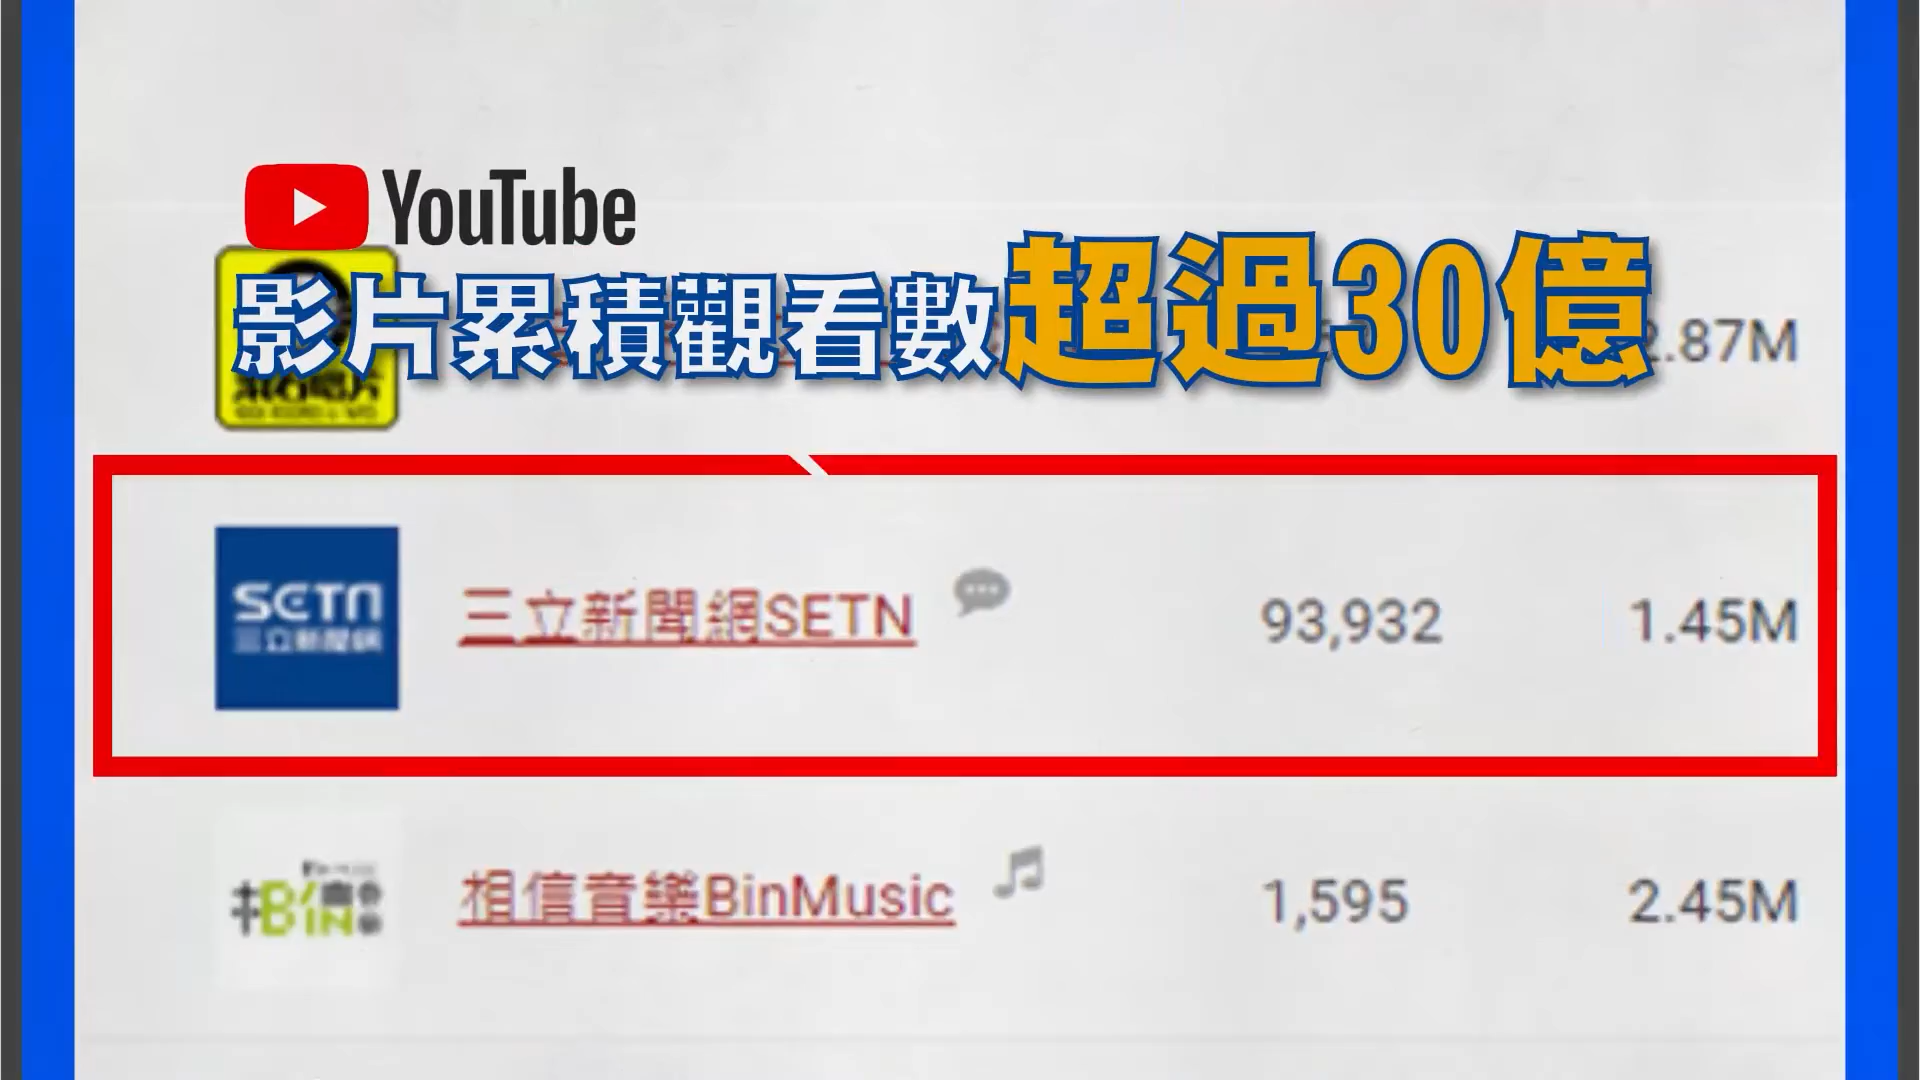 YouTube
影片累積觀看數超過30億
2.87M
SETN
三立新聞網
三立新聞網SETN
93,932
1.45M
BIN
相信音樂BinMusic
1,595
2.45M